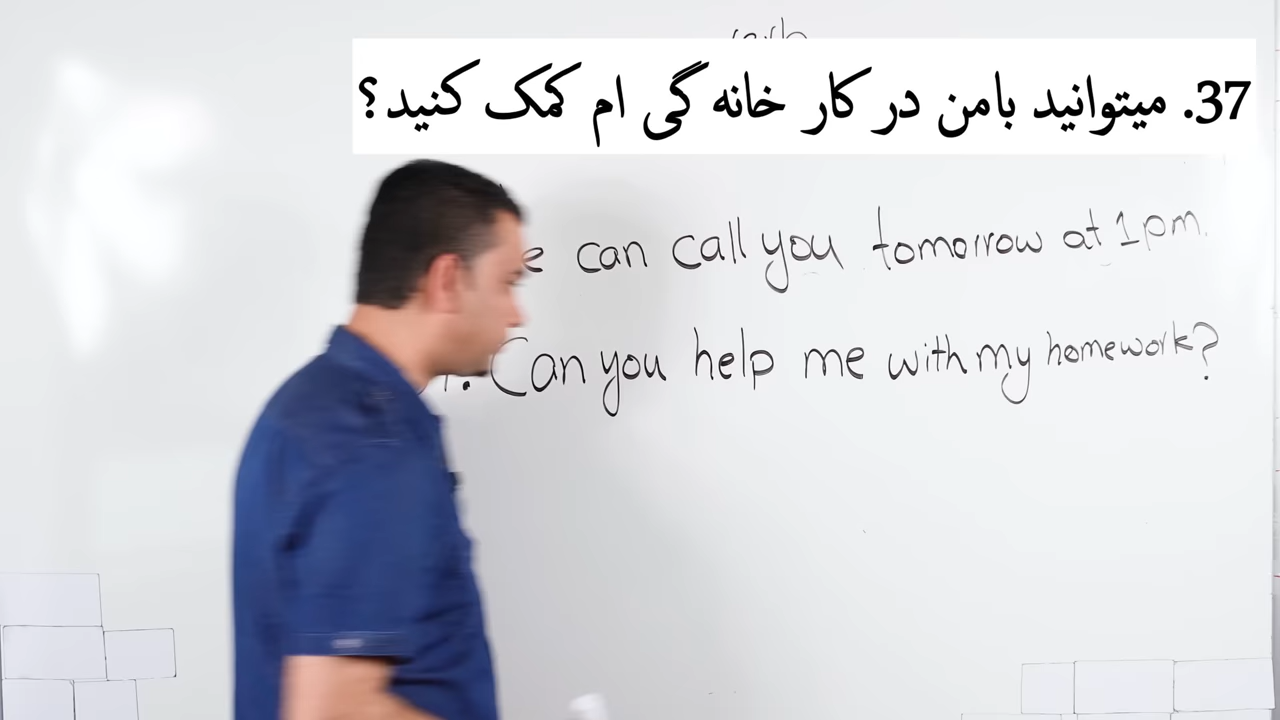 37. میتوانید بامن در کار خانه گی ام کمک کنید؟
can call you tomorrow at 1pm.
Can you help me with my homework?